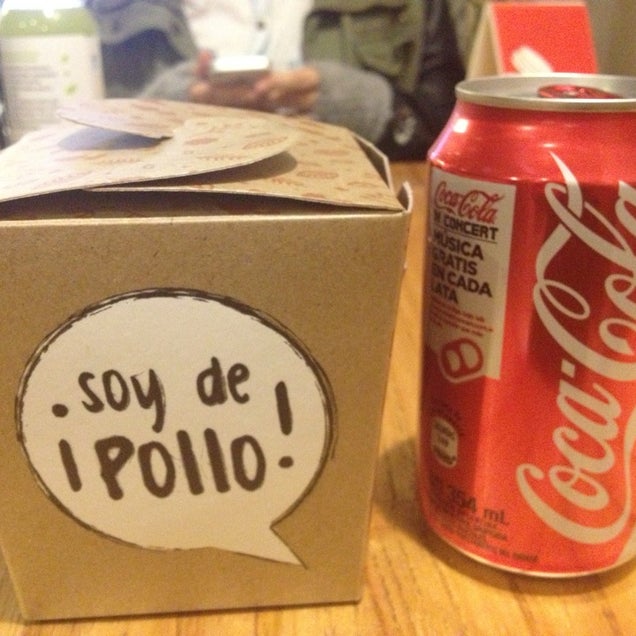 ¡soy de
Pollo!
Coca-Cola
IN CONCERT
MÚSICA
GRATIS
EN CADA
LATA
Coca-Cola
354 mL